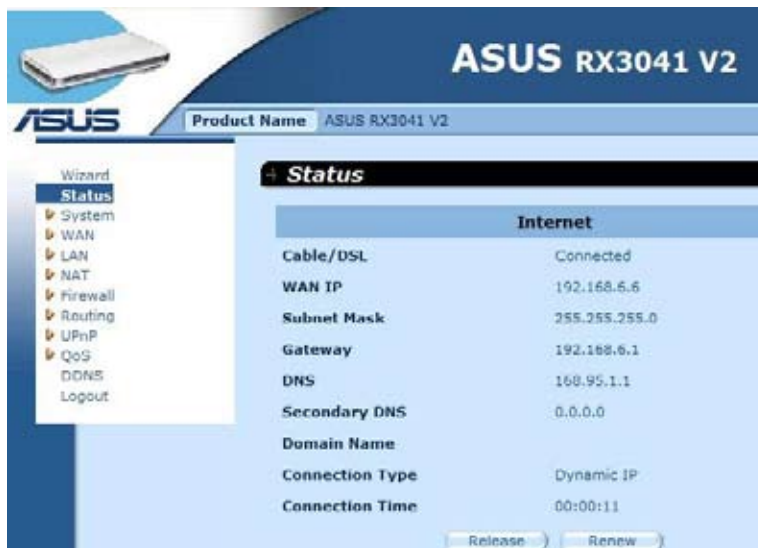 ASUS RX3041 V2
ASUS
Product Name ASUS RX3041 V2
Wizard
Status
System
WAN
LAN
NAT
Firewall
Routing
UPnP
QoS
DDNS
Logout
Status
Internet
Cable/DSL Connected
WAN IP 192.168.6.6
Subnet Mask 255.255.255.0
Gateway 192.168.6.1
DNS 168.95.1.1
Secondary DNS 0.0.0.0
Domain Name
Connection Type Dynamic IP
Connection Time 00:00:11
Release Renew